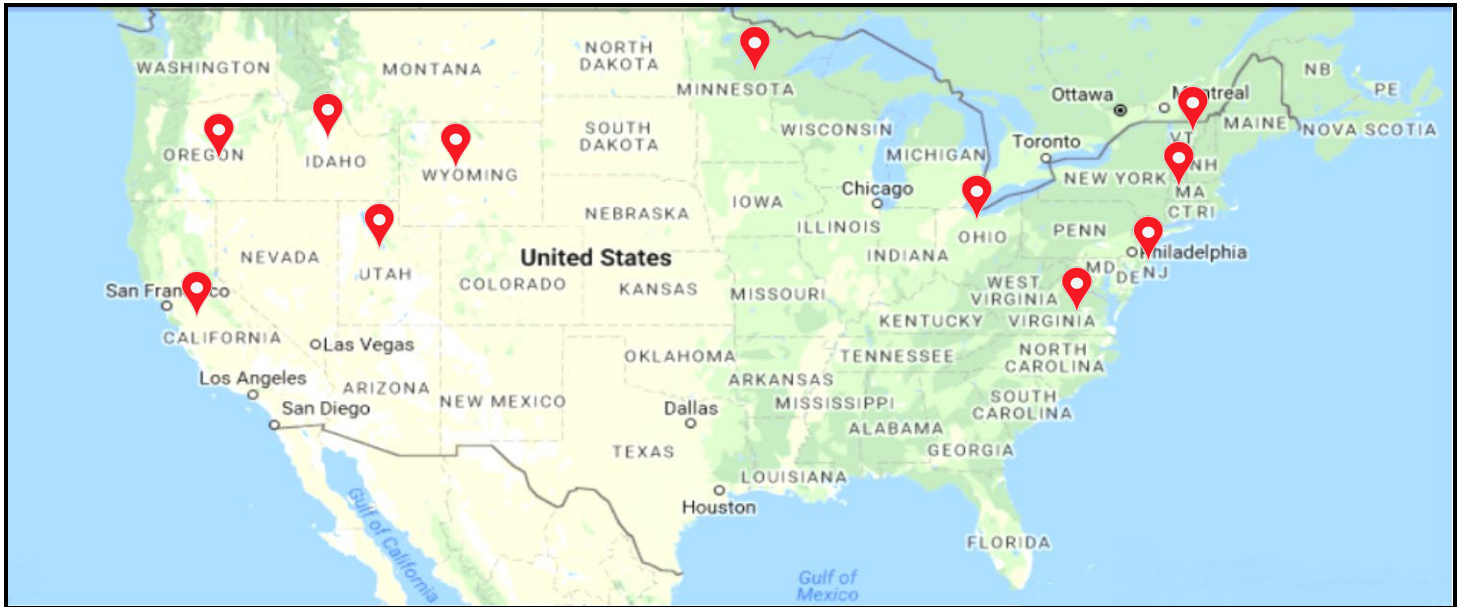 WASHINGTON
MONTANA
NORTH
DAKOTA
MINNESOTA
Ottawa
Montreal
NB
PE
OREGON
IDAHO
WYOMING
SOUTH
DAKOTA
WISCONSIN
MICHIGAN
Toronto
VT
MAINE
NOVA SCOTIA
NH
NEW YORK
MA
CT RI
Chicago
IOWA
NEBRASKA
ILLINOIS
INDIANA
OHIO
PENN
Philadelphia
NEVADA
UTAH
United States
COLORADO
KANSAS
MISSOURI
WEST
VIRGINIA
MD
DE
NJ
San Francisco
CALIFORNIA
Las Vegas
KENTUCKY
VIRGINIA
OKLAHOMA
TENNESSEE
NORTH
CAROLINA
Los Angeles
ARIZONA
NEW MEXICO
ARKANSAS
MISSISSIPPI
SOUTH
CAROLINA
San Diego
Dallas
ALABAMA
GEORGIA
TEXAS
LOUISIANA
Houston
Gulf of California
FLORIDA
Gulf of
Mexico